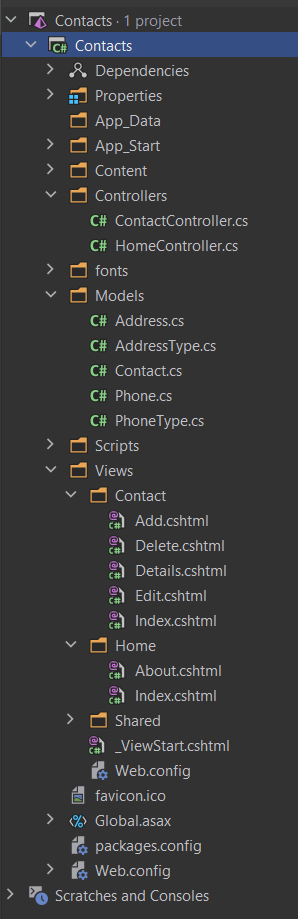 Contacts · 1 project
Contacts
Dependencies
Properties
App_Data
App_Start
Content
Controllers
C# ContactController.cs
C# HomeController.cs
fonts
Models
C# Address.cs
C# AddressType.cs
C# Contact.cs
C# Phone.cs
C# PhoneType.cs
Scripts
Views
Contact
Add.cshtml
Delete.cshtml
Details.cshtml
Edit.cshtml
Index.cshtml
Home
About.cshtml
Index.cshtml
Shared
_ViewStart.cshtml
Web.config
favicon.ico
Global.asax
packages.config
Web.config
Scratches and Consoles